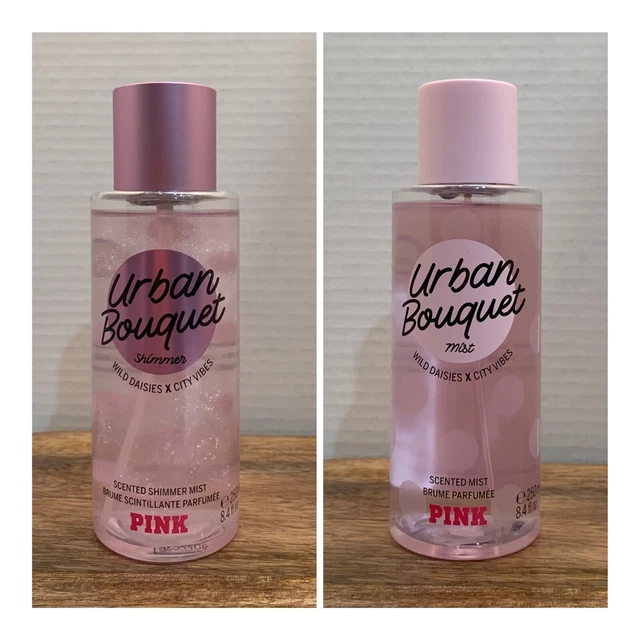 Urban
Bouquet
Shimmer
WILD DAISIES X CITY VIBES
SCENTED SHIMMER MIST
BRUME SCINTILLANTE PARFUMÉE
8.4 fl
PINK
Urban
Bouquet
Mist
WILD DAISIES X CITY VIBES
SCENTED MIST
BRUME PARFUMÉE
e 250
8.4 fl oz
PINK